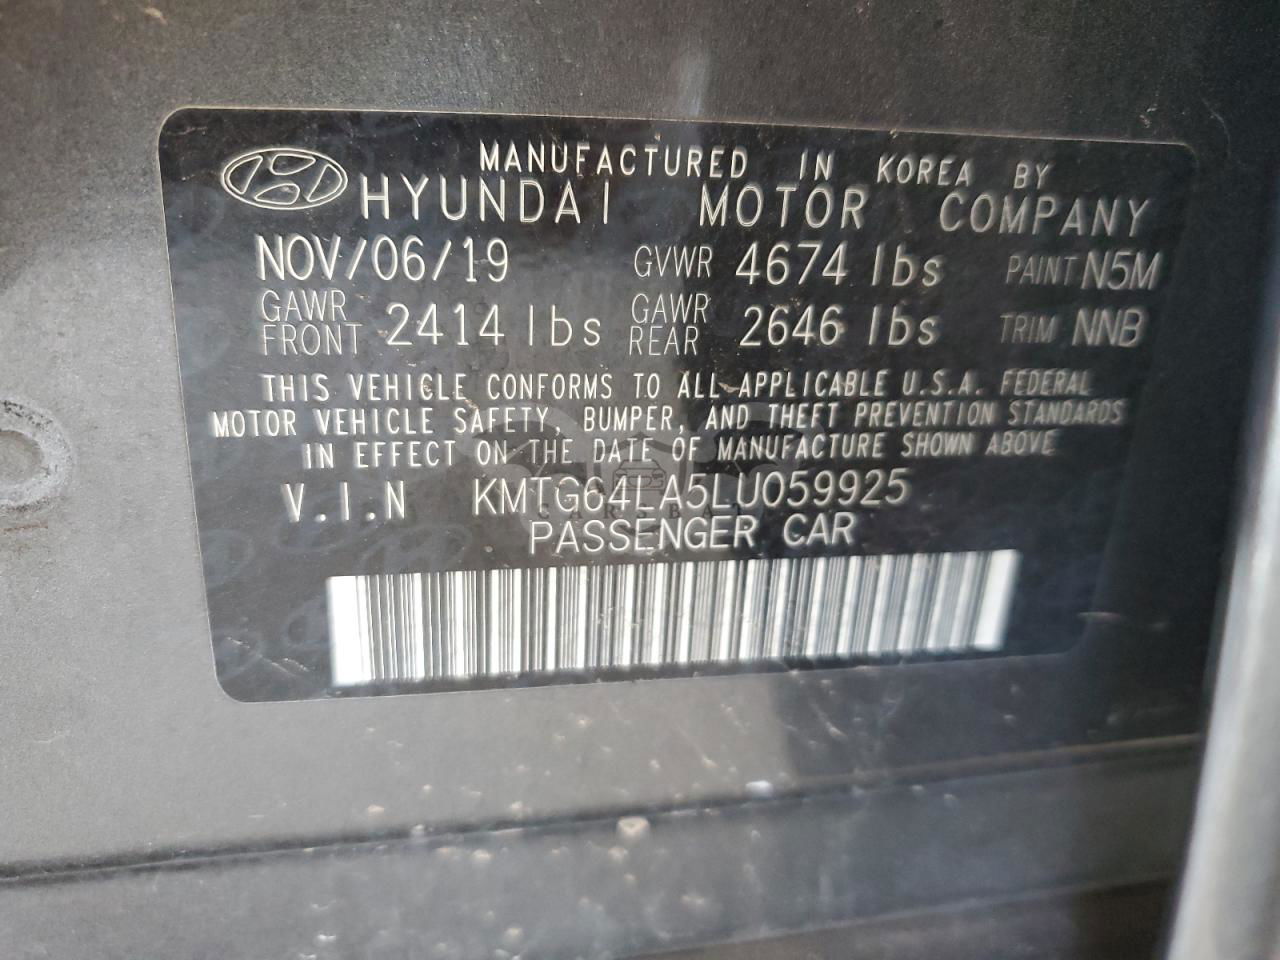 MANUFACTURED IN KOREA BY
HYUNDAI MOTOR COMPANY
NOV/06/19 GVWR 4674 lbs PAINT N5M
GAWR FRONT 2414 lbs GAWR REAR 2646 lbs TRIM NNB
THIS VEHICLE CONFORMS TO ALL APPLICABLE U.S.A. FEDERAL
MOTOR VEHICLE SAFETY, BUMPER, AND THEFT PREVENTION STANDARDS
IN EFFECT ON THE DATE OF MANUFACTURE SHOWN ABOVE
V.I.N KMTG64LA5LU059925
PASSENGER CAR